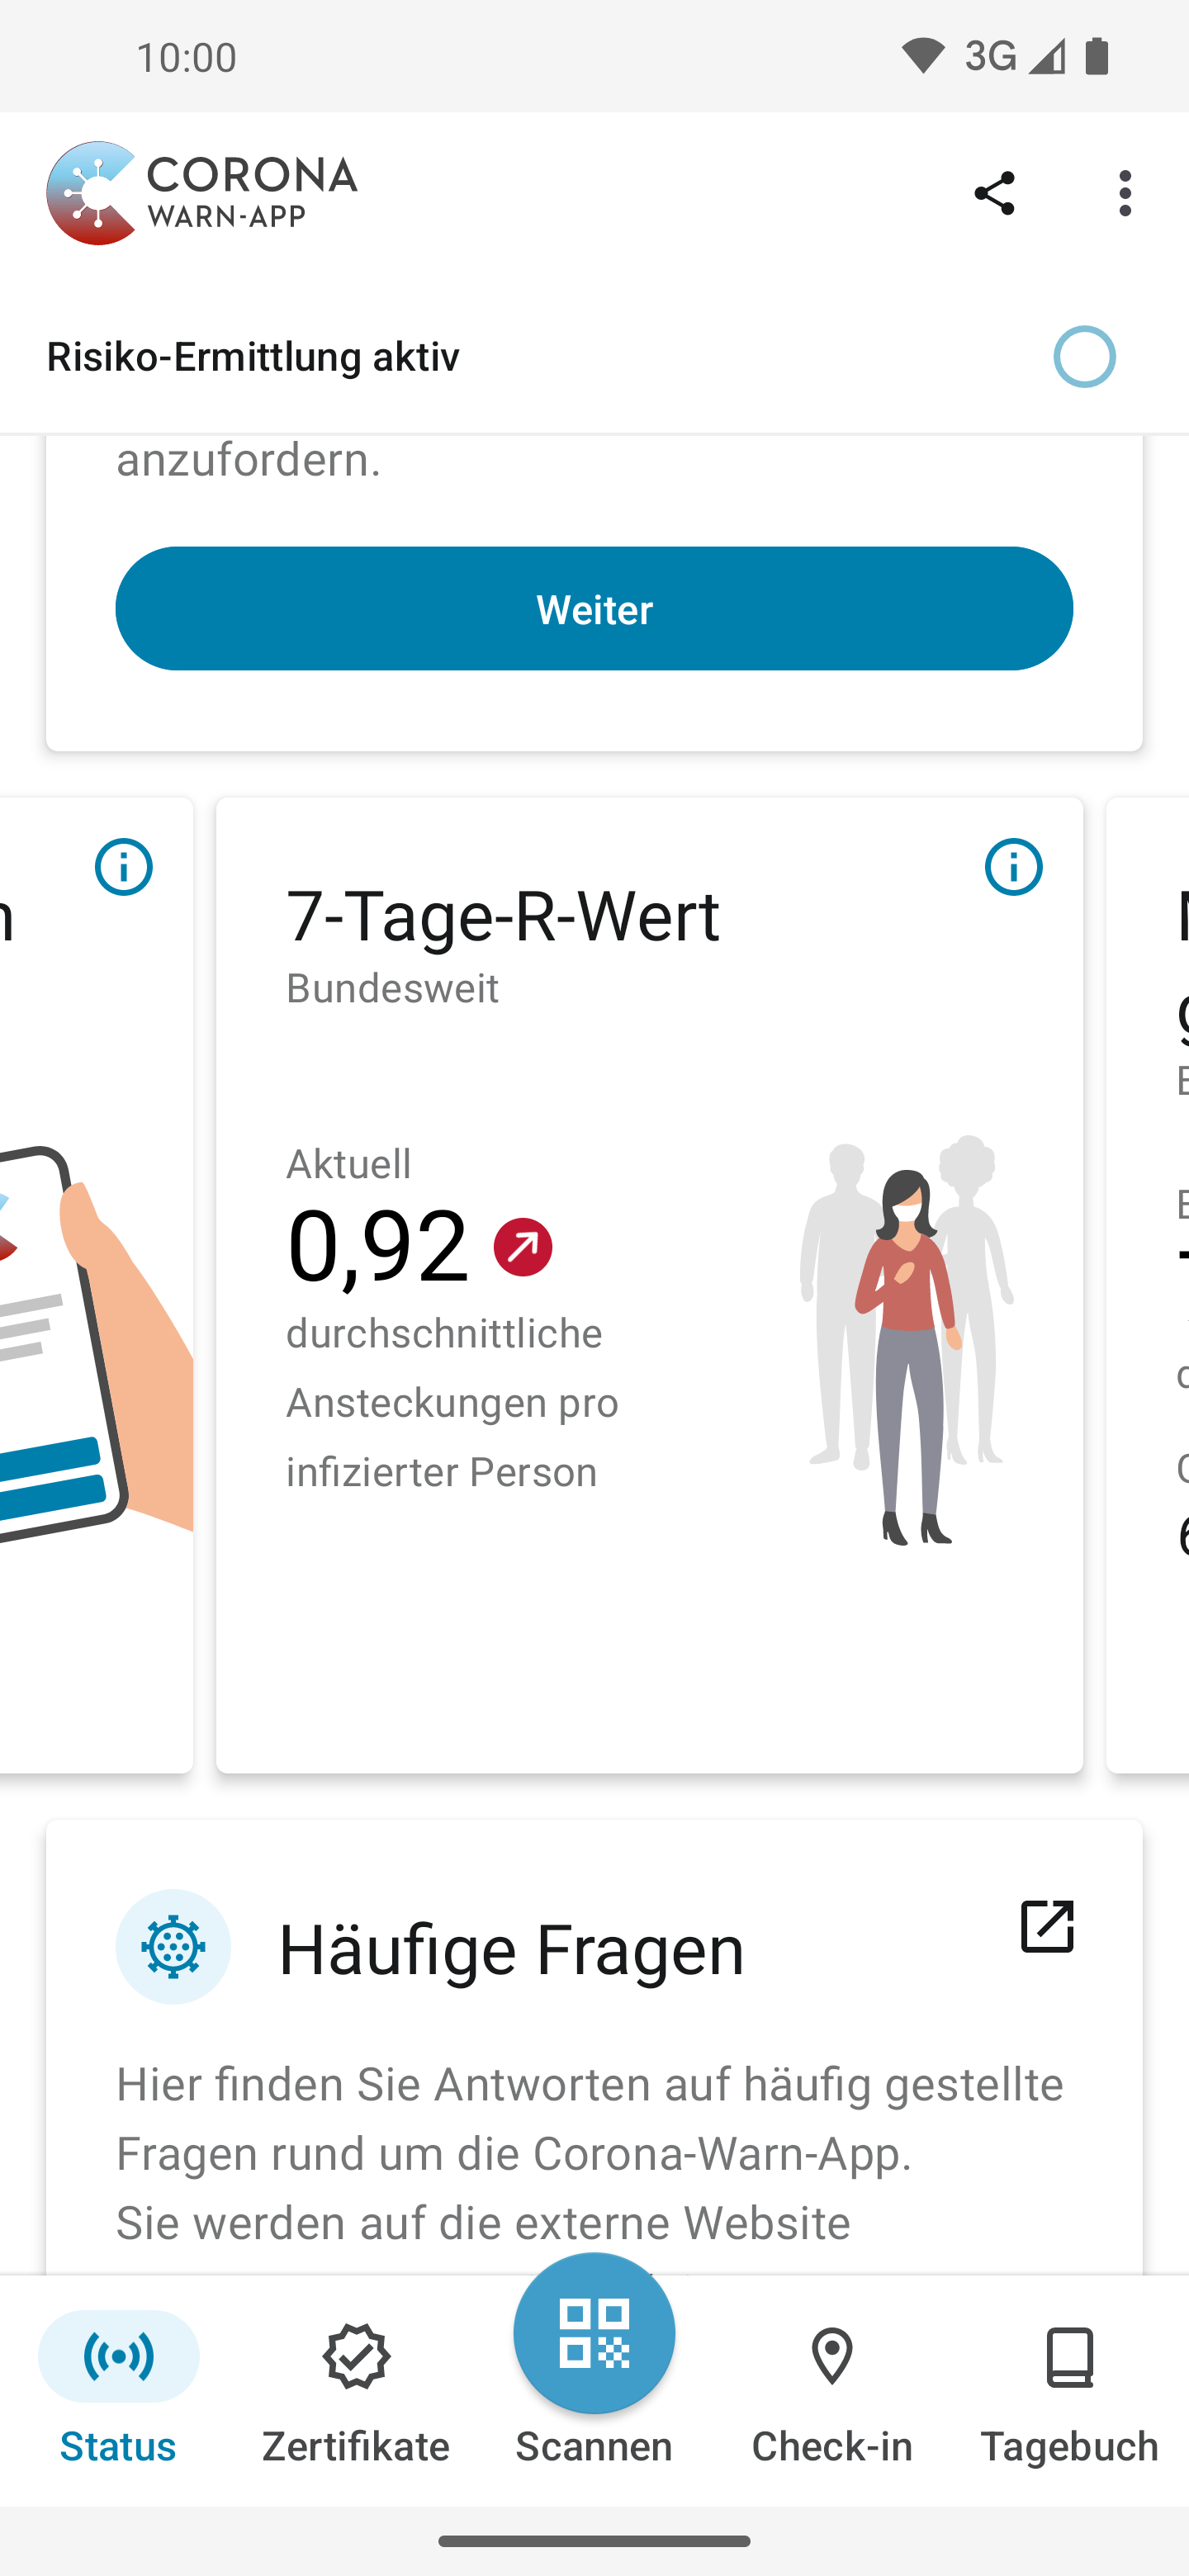 10:00
3G
CORONA
WARN-APP
Risiko-Ermittlung aktiv
anzufordern.
Weiter
7-Tage-R-Wert
Bundesweit
Aktuell
0,92
durchschnittliche
Ansteckungen pro
infizierter Person
Häufige Fragen
Hier finden Sie Antworten auf häufig gestellte
Fragen rund um die Corona-Warn-App.
Sie werden auf die externe Website
Status
Zertifikate
Scannen
Check-in
Tagebuch